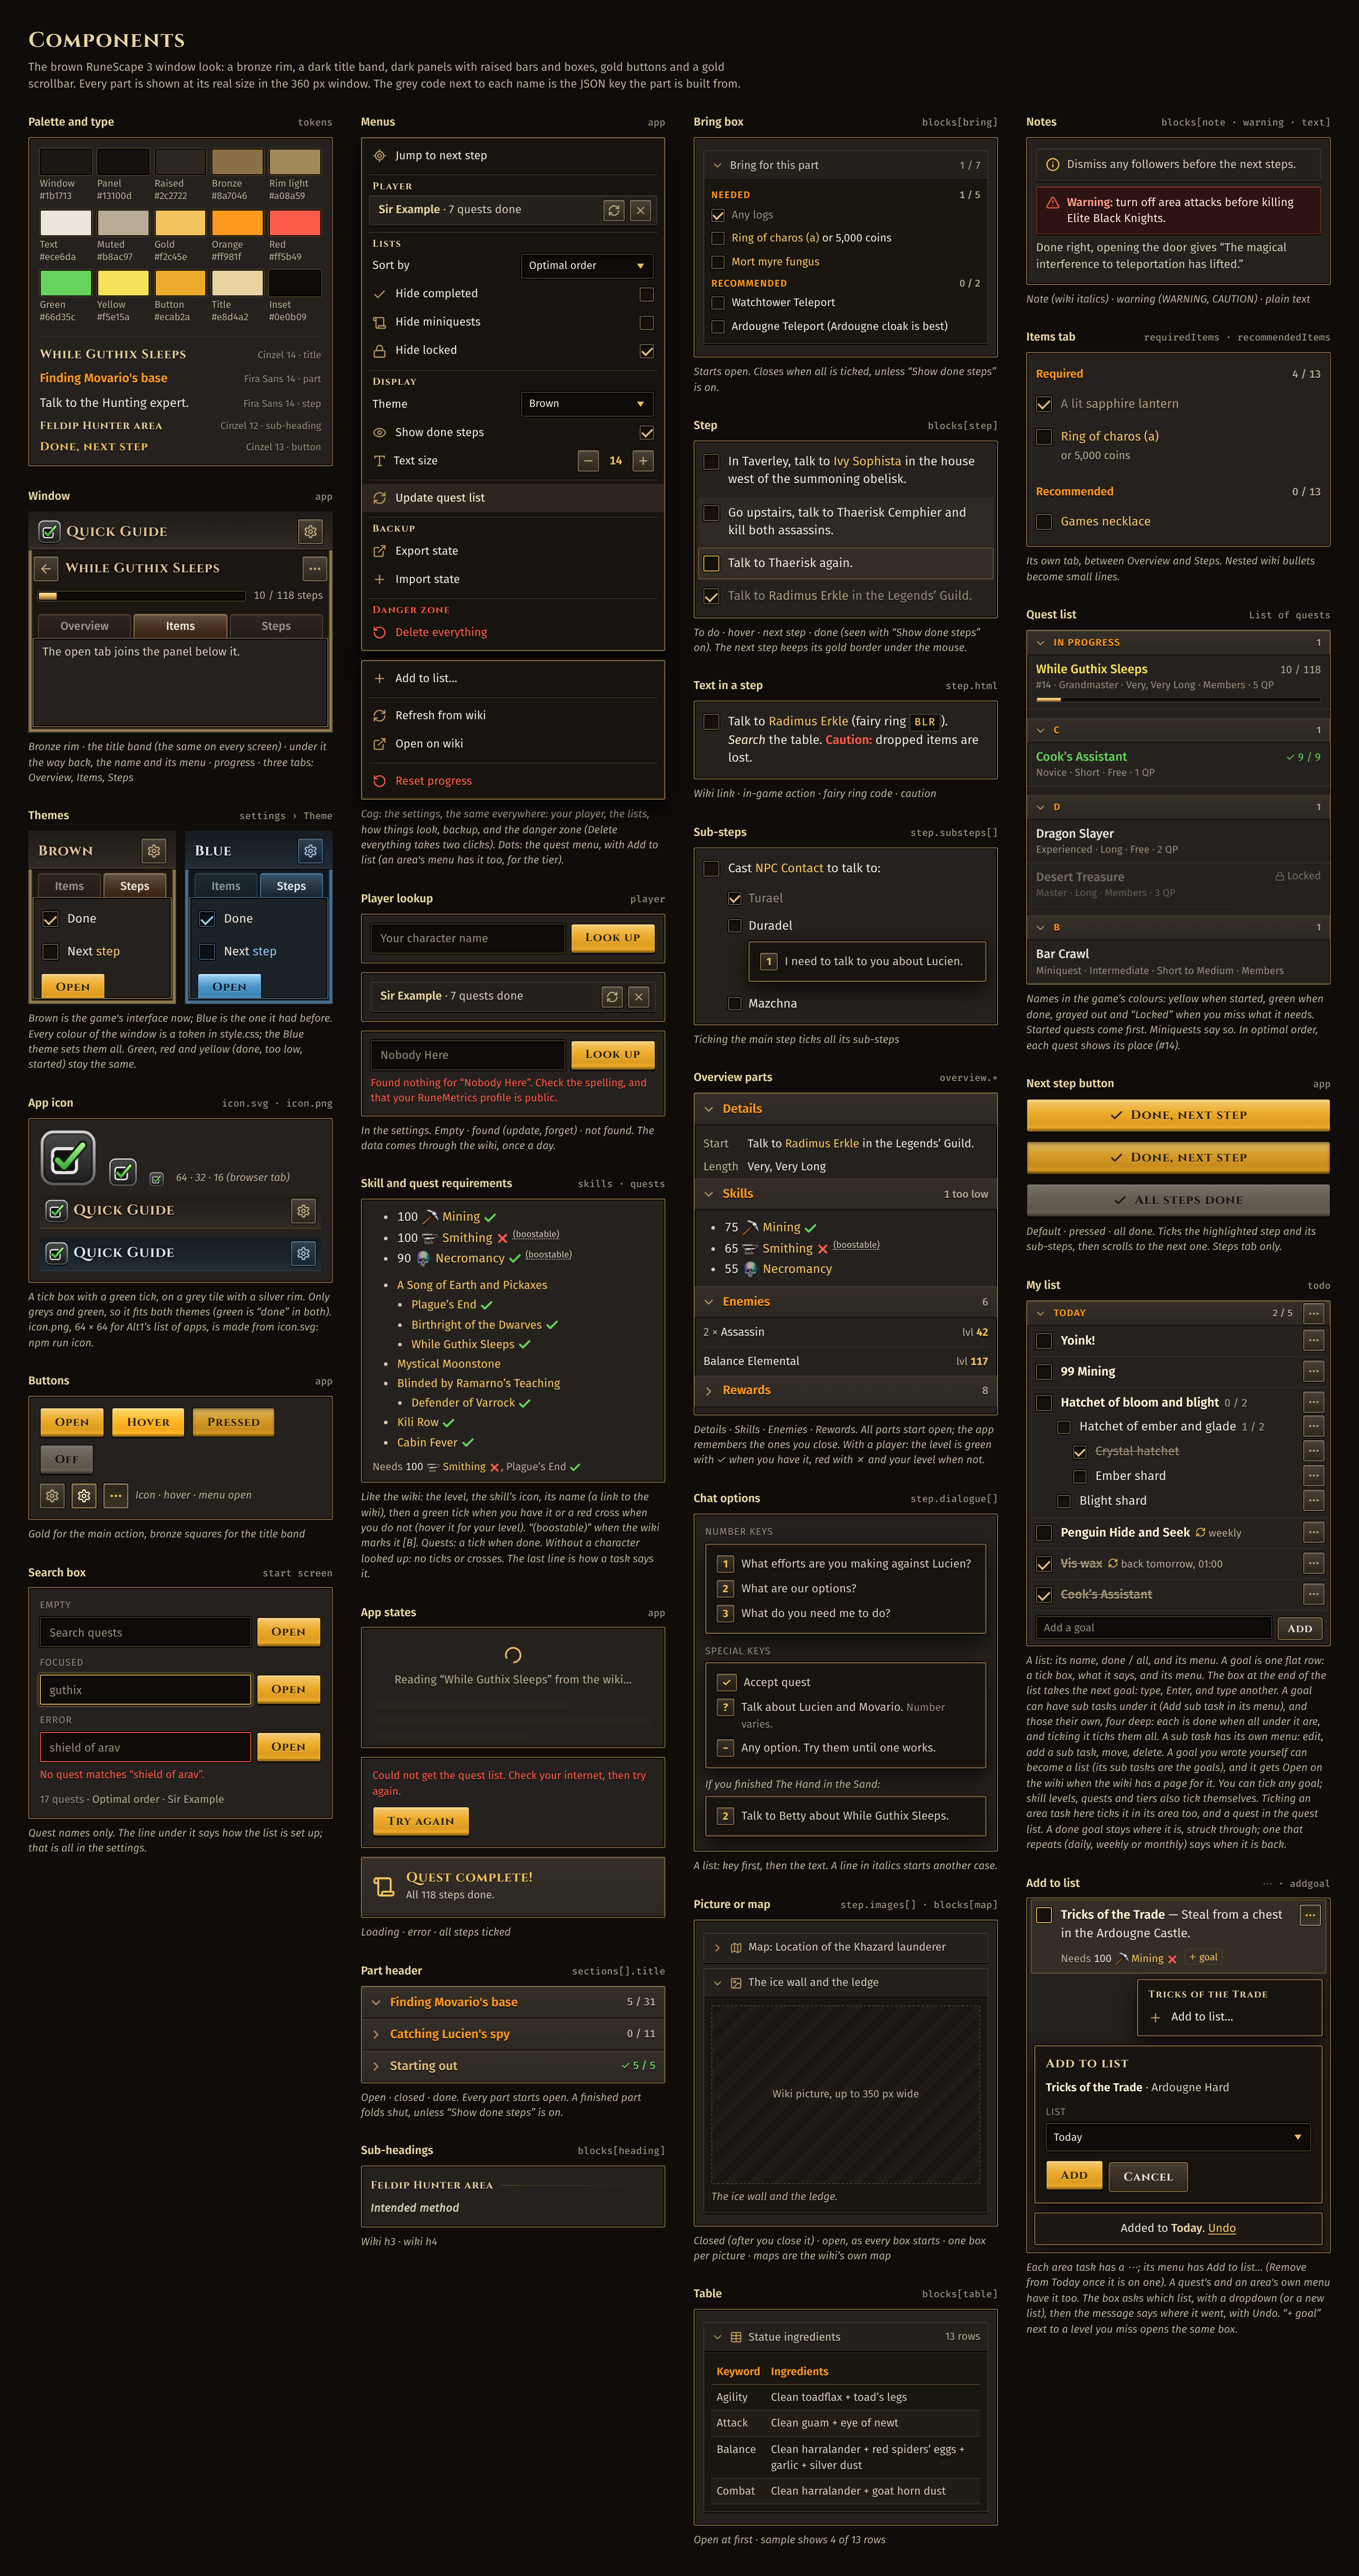 Components
The brown RuneScape 3 window look: a bronze rim, a dark title band, dark panels with raised bars and boxes, gold buttons and a gold
scrollbar. Every part is shown at its real size in the 360 px window. The grey code next to each name is the JSON key the part is built from.
Palette and type tokens
Window Panel Raised Bronze Rim light
#1b1713 #13100d #2c2722 #8a7046 #a08a59
Text Muted Gold Orange Red
#ece6da #b8ac97 #f2c45e #ff981f #ff5b49
Green Yellow Button Title Inset
#66d35c #f5e15a #ecab2a #e8d4a2 #0e0b09
While Guthix Sleeps Cinzel 14 · title
Finding Movario's base Fira Sans 14 · part
Talk to the Hunting expert. Fira Sans 14 · step
Feldip Hunter area Cinzel 12 · sub-heading
Done, next step Cinzel 13 · button
Window app
Quick Guide
While Guthix Sleeps
10 / 118 steps
Overview Items Steps
The open tab joins the panel below it.
Bronze rim · the title band (the same on every screen) · under it
the way back, the name and its menu · progress · three tabs:
Overview, Items, Steps
Themes settings › Theme
Brown Blue
Items Steps Items Steps
Done Done
Next step Next step
Open Open
Brown is the game's interface now; Blue is the one it had before.
Every colour of the window is a token in style.css; the Blue
theme sets them all. Green, red and yellow (done, too low,
started) stay the same.
App icon icon.svg · icon.png
64 · 32 · 16 (browser tab)
Quick Guide
Quick Guide
A tick box with a green tick, on a grey tile with a silver rim. Only
greys and green, so it fits both themes (green is “done” in both).
icon.png, 64 × 64 for Alt1's list of apps, is made from icon.svg:
npm run icon.
Buttons app
Open Hover Pressed
Off
Icon · hover · menu open
Gold for the main action, bronze squares for the title band
Search box start screen
EMPTY
Search quests Open
FOCUSED
guthix Open
ERROR
shield of arav Open
No quest matches “shield of arav”.
17 quests · Optimal order · Sir Example
Quest names only. The line under it says how the list is set up;
that is all in the settings.
Menus app
Jump to next step
Player
Sir Example · 7 quests done
Lists
Sort by Optimal order
Hide completed
Hide miniquests
Hide locked
Display
Theme Brown
Show done steps
Text size − 14 +
Update quest list
Backup
Export state
Import state
Danger zone
Delete everything
Add to list…
Refresh from wiki
Open on wiki
Reset progress
Cog: the settings, the same everywhere: your player, the lists,
how things look, backup, and the danger zone (Delete
everything takes two clicks). Dots: the quest menu, with Add to
list (an area's menu has it too, for the tier).
Player lookup player
Your character name Look up
Sir Example · 7 quests done
Nobody Here Look up
Found nothing for “Nobody Here”. Check the spelling, and
that your RuneMetrics profile is public.
In the settings. Empty · found (update, forget) · not found. The
data comes through the wiki, once a day.
Skill and quest requirements skills · quests
• 100 Mining ✓
• 100 Smithing ✗ (boostable)
• 90 Necromancy ✓ (boostable)
• A Song of Earth and Pickaxes
• Plague's End ✓
• Birthright of the Dwarves ✓
• While Guthix Sleeps ✓
• Mystical Moonstone
• Blinded by Ramarno's Teaching
• Defender of Varrock ✓
• Kili Row ✓
• Cabin Fever ✓
Needs 100 Smithing ✗, Plague's End ✓
Like the wiki: the level, the skill's icon, its name (a link to the
wiki), then a green tick when you have it or a red cross when
you do not (hover it for your level). “(boostable)” when the wiki
marks it [B]. Quests: a tick when done. Without a character
looked up: no ticks or crosses. The last line is how a task says
it.
App states app
Reading “While Guthix Sleeps” from the wiki…
Could not get the quest list. Check your internet, then try
again.
Try again
Quest complete!
All 118 steps done.
Loading · error · all steps ticked
Part header sections[].title
Finding Movario's base 5 / 31
Catching Lucien's spy 0 / 11
Starting out ✓ 5 / 5
Open · closed · done. Every part starts open. A finished part
folds shut, unless “Show done steps” is on.
Sub-headings blocks[heading]
Feldip Hunter area
Intended method
Wiki h3 · wiki h4
Bring box blocks[bring]
Bring for this part 1 / 7
NEEDED 1 / 5
Any logs
Ring of charos (a) or 5,000 coins
Mort myre fungus
RECOMMENDED 0 / 2
Watchtower Teleport
Ardougne Teleport (Ardougne cloak is best)
Starts open. Closes when all is ticked, unless “Show done steps”
is on.
Step blocks[step]
In Taverley, talk to Ivy Sophista in the house
west of the summoning obelisk.
Go upstairs, talk to Thaerisk Cemphier and
kill both assassins.
Talk to Thaerisk again.
Talk to Radimus Erkle in the Legends' Guild.
To do · hover · next step · done (seen with “Show done steps”
on). The next step keeps its gold border under the mouse.
Text in a step step.html
Talk to Radimus Erkle (fairy ring BLR).
Search the table. Caution: dropped items are
lost.
Wiki link · in-game action · fairy ring code · caution
Sub-steps step.substeps[]
Cast NPC Contact to talk to:
Turael
Duradel
1 I need to talk to you about Lucien.
Mazchna
Ticking the main step ticks all its sub-steps
Overview parts overview.*
Details
Start Talk to Radimus Erkle in the Legends' Guild.
Length Very, Very Long
Skills 1 too low
• 75 Mining ✓
• 65 Smithing ✗ (boostable)
• 55 Necromancy
Enemies 6
2 × Assassin lvl 42
Balance Elemental lvl 117
Rewards 8
Details · Skills · Enemies · Rewards. All parts start open; the app
remembers the ones you close. With a player: the level is green
with ✓ when you have it, red with ✕ and your level when not.
Chat options step.dialogue[]
NUMBER KEYS
1 What efforts are you making against Lucien?
2 What are our options?
3 What do you need me to do?
SPECIAL KEYS
✓ Accept quest
? Talk about Lucien and Movario. Number
varies.
~ Any option. Try them until one works.
If you finished The Hand in the Sand:
2 Talk to Betty about While Guthix Sleeps.
A list: key first, then the text. A line in italics starts another case.
Picture or map step.images[] · blocks[map]
Map: Location of the Khazard launderer
The ice wall and the ledge
Wiki picture, up to 350 px wide
The ice wall and the ledge.
Closed (after you close it) · open, as every box starts · one box
per picture · maps are the wiki's own map
Table blocks[table]
Statue ingredients 13 rows
Keyword Ingredients
Agility Clean toadflax + toad's legs
Attack Clean guam + eye of newt
Balance Clean harralander + red spiders' eggs +
garlic + silver dust
Combat Clean harralander + goat horn dust
Open at first · sample shows 4 of 13 rows
Notes blocks[note · warning · text]
Dismiss any followers before the next steps.
Warning: turn off area attacks before killing
Elite Black Knights.
Done right, opening the door gives “The magical
interference to teleportation has lifted.”
Note (wiki italics) · warning (WARNING, CAUTION) · plain text
Items tab requiredItems · recommendedItems
Required 4 / 13
A lit sapphire lantern
Ring of charos (a)
or 5,000 coins
Recommended 0 / 13
Games necklace
Its own tab, between Overview and Steps. Nested wiki bullets
become small lines.
Quest list List of quests
IN PROGRESS 1
While Guthix Sleeps 10 / 118
#14 · Grandmaster · Very, Very Long · Members · 5 QP
C 1
Cook's Assistant ✓ 9 / 9
Novice · Short · Free · 1 QP
D 1
Dragon Slayer
Experienced · Long · Free · 2 QP
Desert Treasure Locked
Master · Long · Members · 3 QP
B 1
Bar Crawl
Miniquest · Intermediate · Short to Medium · Members
Names in the game's colours: yellow when started, green when
done, grayed out and “Locked” when you miss what it needs.
Started quests come first. Miniquests say so. In optimal order,
each quest shows its place (#14).
Next step button app
✓ Done, next step
✓ Done, next step
✓ All steps done
Default · pressed · all done. Ticks the highlighted step and its
sub-steps, then scrolls to the next one. Steps tab only.
My list todo
TODAY 2 / 5
Yoink!
99 Mining
Hatchet of bloom and blight 0 / 2
Hatchet of ember and glade 1 / 2
Crystal hatchet
Ember shard
Blight shard
Penguin Hide and Seek weekly
Vis wax back tomorrow, 01:00
Cook's Assistant
Add a goal Add
A list: its name, done / all, and its menu. A goal is one flat row:
a tick box, what it says, and its menu. The box at the end of the
list takes the next goal: type, Enter, and type another. A goal
can have sub tasks under it (Add sub task in its menu), and
those their own, four deep: each is done when all under it are,
and ticking it ticks them all. A sub task has its own menu: edit,
add a sub task, move, delete. A goal you wrote yourself can
become a list (its sub tasks are the goals), and it gets Open on
the wiki when the wiki has a page for it. You can tick any goal;
skill levels, quests and tiers also tick themselves. Ticking an
area task here ticks it in its area too, and a quest in the quest
list. A done goal stays where it is, struck through; one that
repeats (daily, weekly or monthly) says when it is back.
Add to list ⋯ · addgoal
Tricks of the Trade — Steal from a chest
in the Ardougne Castle.
Needs 100 Mining ✗ + goal
Tricks of the Trade
Add to list…
Add to list
Tricks of the Trade · Ardougne Hard
LIST
Today
Add Cancel
Added to Today. Undo
Each area task has a ⋯; its menu has Add to list… (Remove
from Today once it is on one). A quest's and an area's own menu
have it too. The box asks which list, with a dropdown (or a new
list), then the message says where it went, with Undo. “+ goal”
next to a level you miss opens the same box.